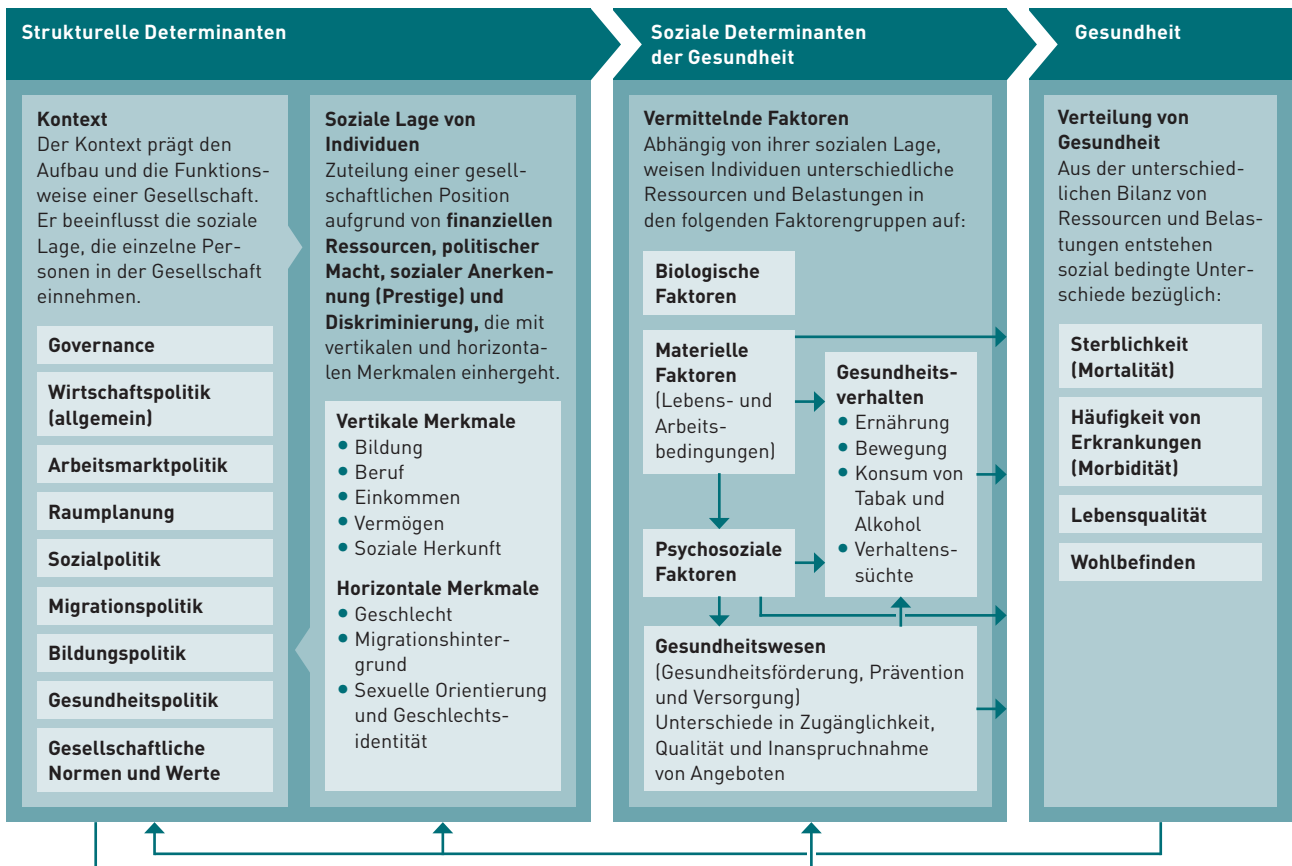 Strukturelle Determinanten
Soziale Determinanten
der Gesundheit
Gesundheit
Kontext
Der Kontext prägt den
Aufbau und die Funktions-
weise einer Gesellschaft.
Er beeinflusst die soziale
Lage, die einzelne Per-
sonen in der Gesellschaft
einnehmen.
Governance
Wirtschaftspolitik
(allgemein)
Arbeitsmarktpolitik
Raumplanung
Sozialpolitik
Migrationspolitik
Bildungspolitik
Gesundheitspolitik
Gesellschaftliche
Normen und Werte
Soziale Lage von
Individuen
Zuteilung einer gesell-
schaftlichen Position
aufgrund von finanziellen
Ressourcen, politischer
Macht, sozialer Anerken-
nung (Prestige) und
Diskriminierung, die mit
vertikalen und horizonta-
len Merkmalen einhergeht.
Vertikale Merkmale
• Bildung
• Beruf
• Einkommen
• Vermögen
• Soziale Herkunft
Horizontale Merkmale
• Geschlecht
• Migrationshinter-
grund
• Sexuelle Orientierung
und Geschlechts-
identität
Vermittelnde Faktoren
Abhängig von ihrer sozialen Lage,
weisen Individuen unterschiedliche
Ressourcen und Belastungen in
den folgenden Faktorengruppen auf:
Biologische
Faktoren
Materielle
Faktoren
(Lebens- und
Arbeits-
bedingungen)
Psychosoziale
Faktoren
Gesundheits-
verhalten
• Ernährung
• Bewegung
• Konsum von
Tabak und
Alkohol
• Verhaltens-
süchte
Gesundheitswesen
(Gesundheitsförderung, Prävention
und Versorgung)
Unterschiede in Zugänglichkeit,
Qualität und Inanspruchnahme
von Angeboten
Verteilung von
Gesundheit
Aus der unterschied-
lichen Bilanz von
Ressourcen und Belas-
tungen entstehen
sozial bedingte Unter-
schiede bezüglich:
Sterblichkeit
(Mortalität)
Häufigkeit von
Erkrankungen
(Morbidität)
Lebensqualität
Wohlbefinden